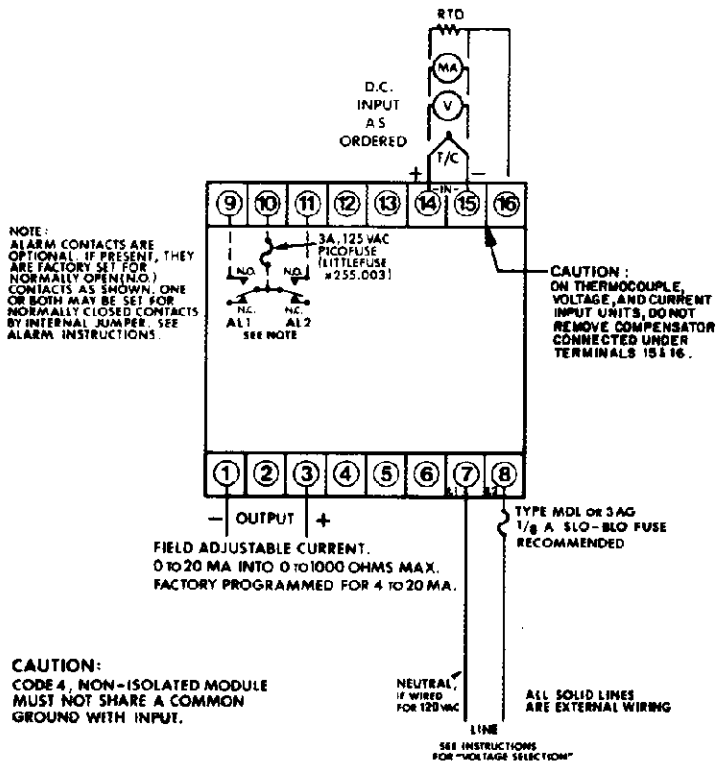 RTD
MA
D.C.
INPUT
AS
ORDERED
V
T/C
+ -
-IN-
9 10 11 12 13 14 15 16
NOTE:
ALARM CONTACTS ARE
OPTIONAL. IF PRESENT, THEY
ARE FACTORY SET FOR
NORMALLY OPEN(N.O.)
CONTACTS AS SHOWN. ONE
OR BOTH MAY BE SET FOR
NORMALLY CLOSED CONTACTS
BY INTERNAL JUMPER. SEE
ALARM INSTRUCTIONS.
3A, 125 VAC
PICOFUSE
(LITTLEFUSE
#255.003)
N.O. N.O.
N.C. N.C.
AL1 AL2
SEE NOTE
CAUTION:
ON THERMOCOUPLE,
VOLTAGE, AND CURRENT
INPUT UNITS, DO NOT
REMOVE COMPENSATOR
CONNECTED UNDER
TERMINALS 15&16.
1 2 3 4 5 6 7 8
- OUTPUT +
TYPE MDL OR 3AG
1/8 A SLO-BLO FUSE
RECOMMENDED
FIELD ADJUSTABLE CURRENT.
0 TO 20 MA INTO 0 TO 1000 OHMS MAX.
FACTORY PROGRAMMED FOR 4 TO 20 MA.
CAUTION:
CODE 4, NON-ISOLATED MODULE
MUST NOT SHARE A COMMON
GROUND WITH INPUT.
NEUTRAL,
IF WIRED
FOR 120 VAC
ALL SOLID LINES
ARE EXTERNAL WIRING
LINE
SEE INSTRUCTIONS
FOR "VOLTAGE SELECTION"